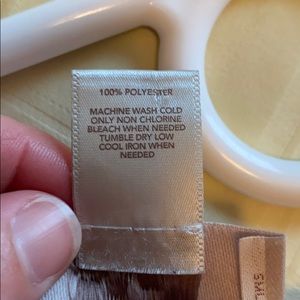 100% POLYESTER
MACHINE WASH COLD
ONLY NON CHLORINE
BLEACH WHEN NEEDED
TUMBLE DRY LOW
COOL IRON WHEN
NEEDED